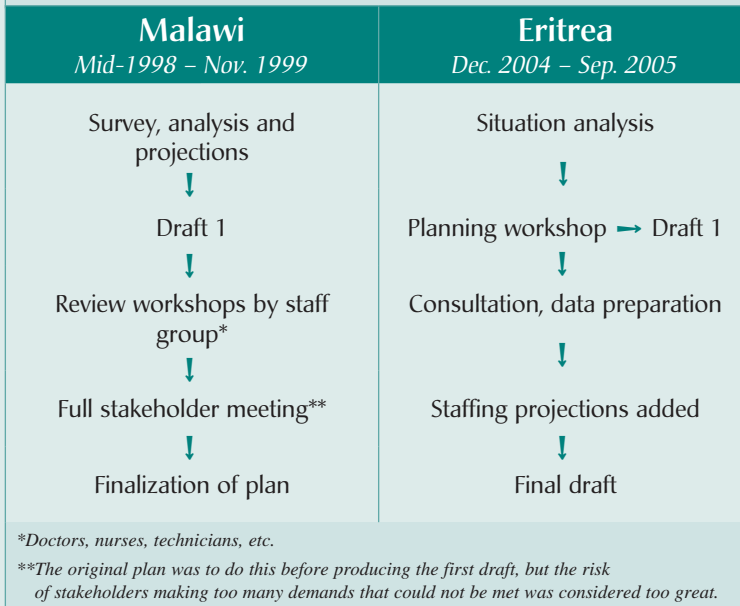 Malawi
Mid-1998 – Nov. 1999
Survey, analysis and
projections
Draft 1
Review workshops by staff
group*
Full stakeholder meeting**
Finalization of plan
Eritrea
Dec. 2004 – Sep. 2005
Situation analysis
Planning workshop → Draft 1
Consultation, data preparation
Staffing projections added
Final draft
*Doctors, nurses, technicians, etc.
**The original plan was to do this before producing the first draft, but the risk
of stakeholders making too many demands that could not be met was considered too great.